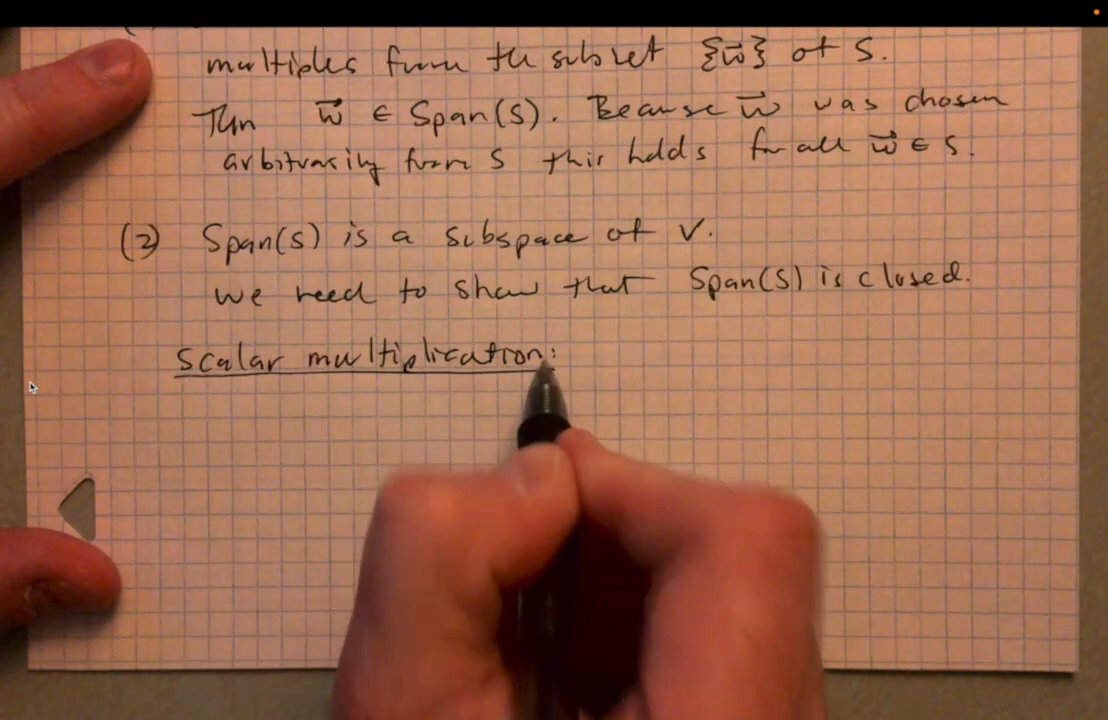 multiples from the subset {w⃗} of S.
Then w⃗ ∈ Span(S). Because w⃗ was chosen
arbitrarily from S this holds for all w⃗ ∈ S.
(2) Span(S) is a subspace of V.
we need to show that Span(S) is closed.
Scalar multiplication: